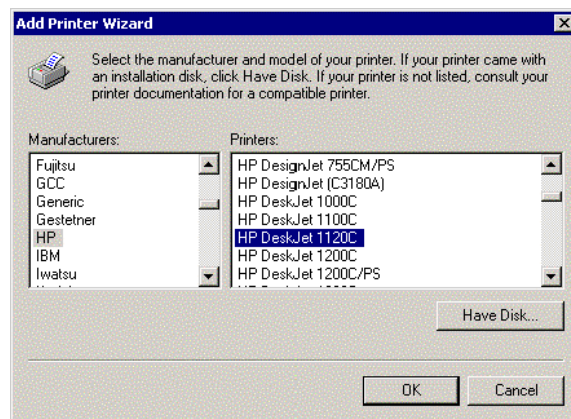 Add Printer Wizard
Select the manufacturer and model of your printer. If your printer came with
an installation disk, click Have Disk. If your printer is not listed, consult your
printer documentation for a compatible printer.
Manufacturers:
Printers:
Fujitsu
GCC
Generic
Gestetner
HP
IBM
Iwatsu
HP DesignJet 755CM/PS
HP DesignJet (C3180A)
HP DeskJet 1000C
HP DeskJet 1100C
HP DeskJet 1120C
HP DeskJet 1200C
HP DeskJet 1200C/PS
Have Disk...
OK
Cancel